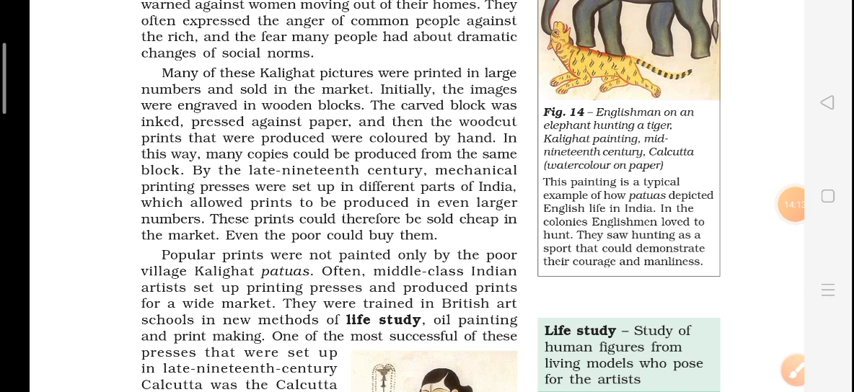 warned against women moving out of their homes. They
often expressed the anger of common people against
the rich, and the fear many people had about dramatic
changes of social norms.
Many of these Kalighat pictures were printed in large
numbers and sold in the market. Initially, the images
were engraved in wooden blocks. The carved block was
inked, pressed against paper, and then the woodcut
prints that were produced were coloured by hand. In
this way, many copies could be produced from the same
block. By the late-nineteenth century, mechanical
printing presses were set up in different parts of India,
which allowed prints to be produced in even larger
numbers. These prints could therefore be sold cheap in
the market. Even the poor could buy them.
Popular prints were not painted only by the poor
village Kalighat patuas. Often, middle-class Indian
artists set up printing presses and produced prints
for a wide market. They were trained in British art
schools in new methods of life study, oil painting
and print making. One of the most successful of these
presses that were set up
in late-nineteenth-century
Calcutta was the Calcutta
Fig. 14 – Englishman on an
elephant hunting a tiger,
Kalighat painting, mid-
nineteenth century, Calcutta
(watercolour on paper)
This painting is a typical
example of how patuas depicted
English life in India. In the
colonies Englishmen loved to
hunt. They saw hunting as a
sport that could demonstrate
their courage and manliness.
Life study – Study of
human figures from
living models who pose
for the artists